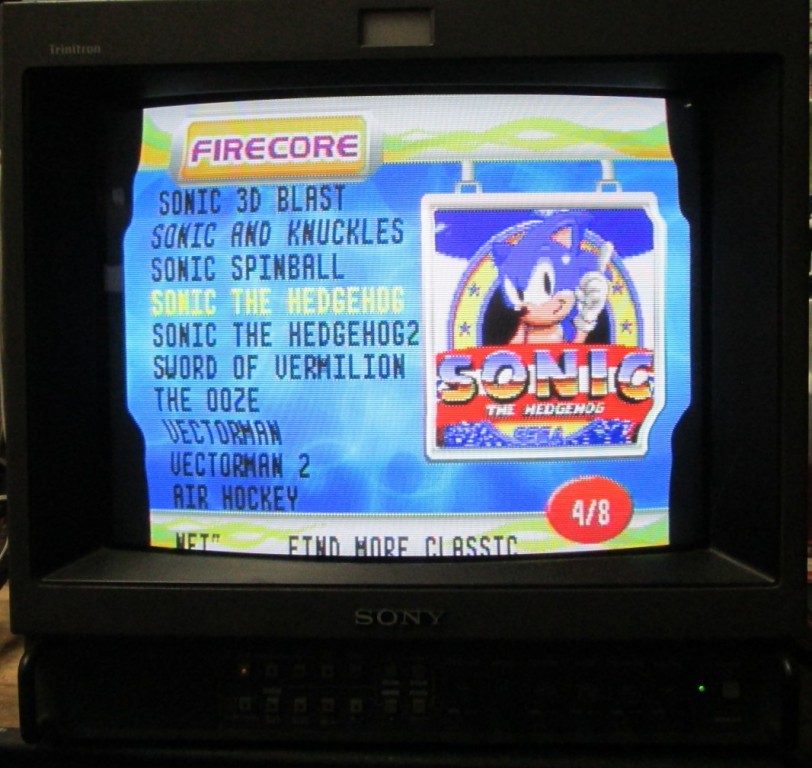 Trinitron
FIRECORE
SONIC 3D BLAST
SONIC AND KNUCKLES
SONIC SPINBALL
SONIC THE HEDGEHOG
SONIC THE HEDGEHOG2
SWORD OF VERMILION
THE OOZE
VECTORMAN
VECTORMAN 2
AIR HOCKEY
SONIC
THE HEDGEHOG
SEGA
4/8
NET" FIND MORE CLASSIC
SONY